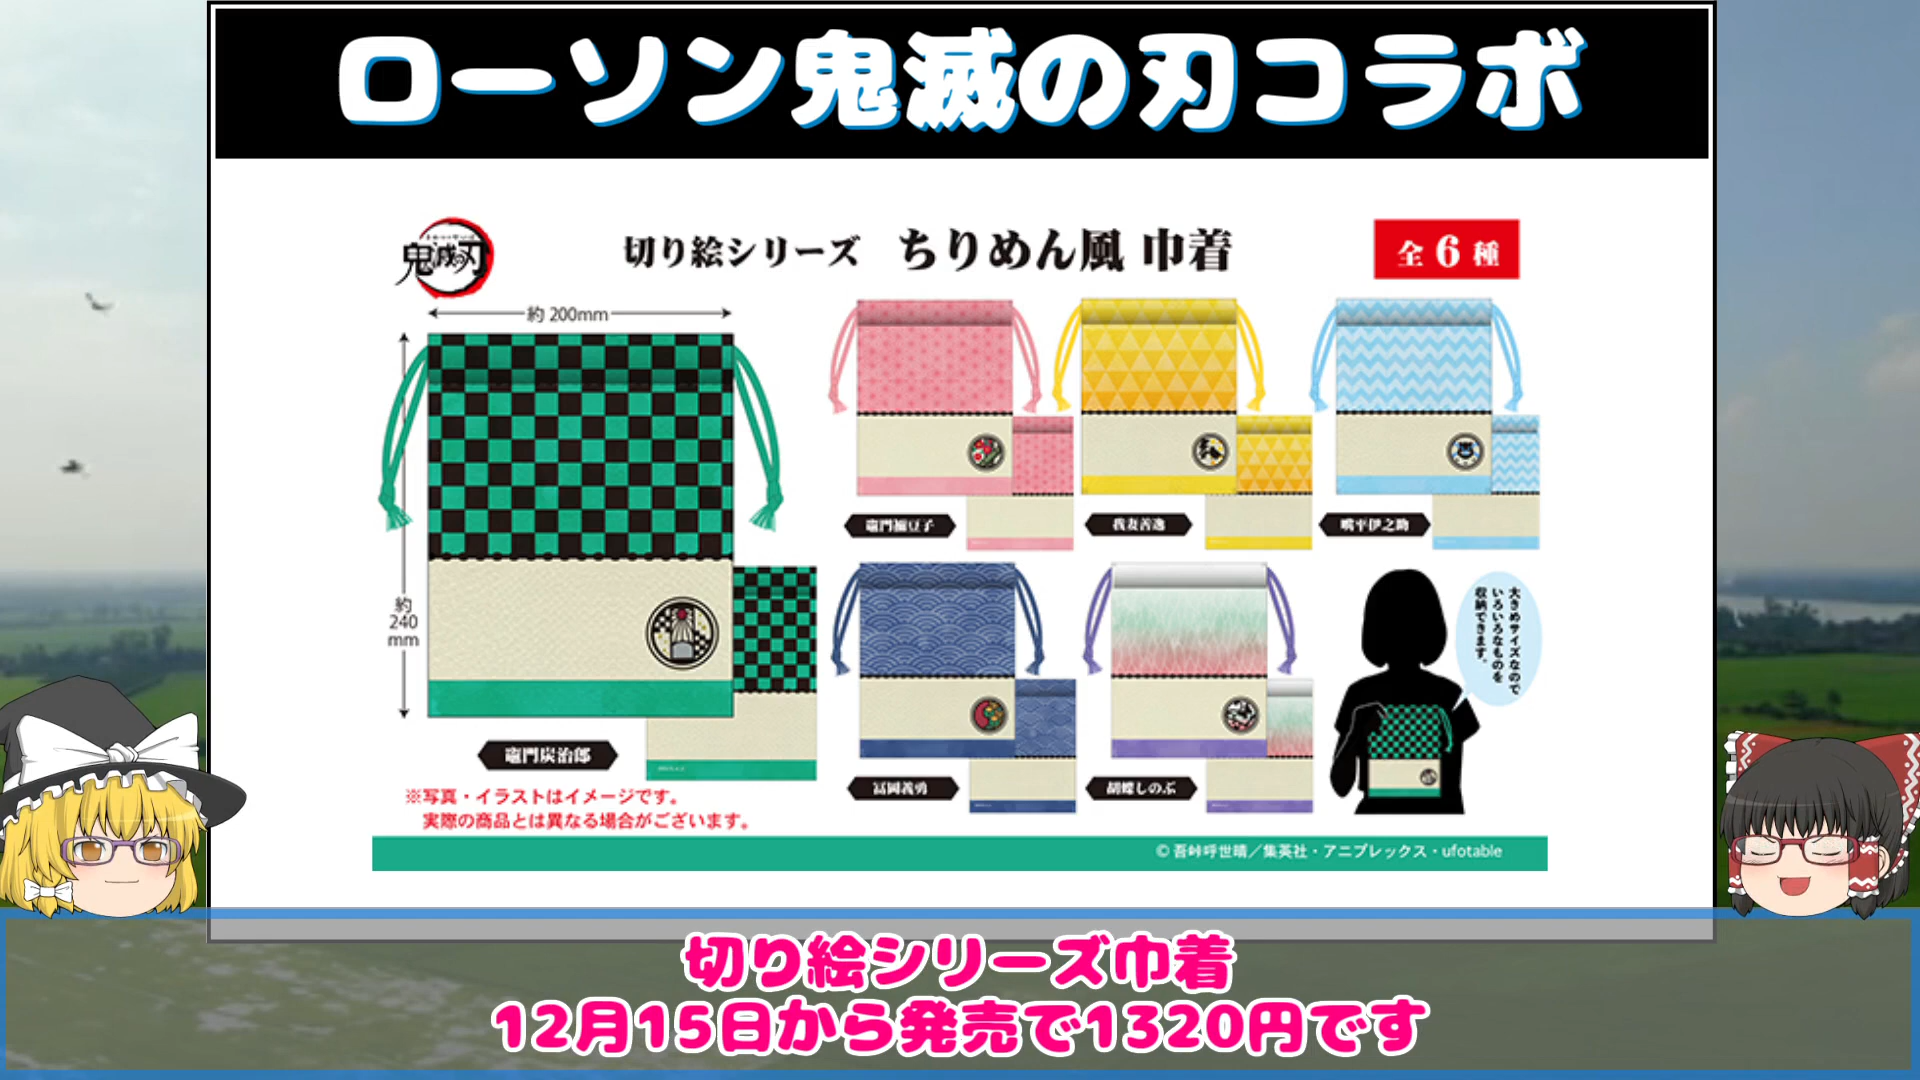 ローソン鬼滅の刃コラボ
鬼滅の刃
切り絵シリーズ ちりめん風 巾着
全6種
約 200mm
約
240
mm
竈門禰豆子
我妻善逸
嘴平伊之助
大きめサイズなので
いろいろなものを
収納できます。
竈門炭治郎
冨岡義勇
胡蝶しのぶ
※写真・イラストはイメージです。
実際の商品とは異なる場合がございます。
© 吾峠呼世晴／集英社・アニプレックス・ufotable
切り絵シリーズ巾着
12月15日から発売で1320円です